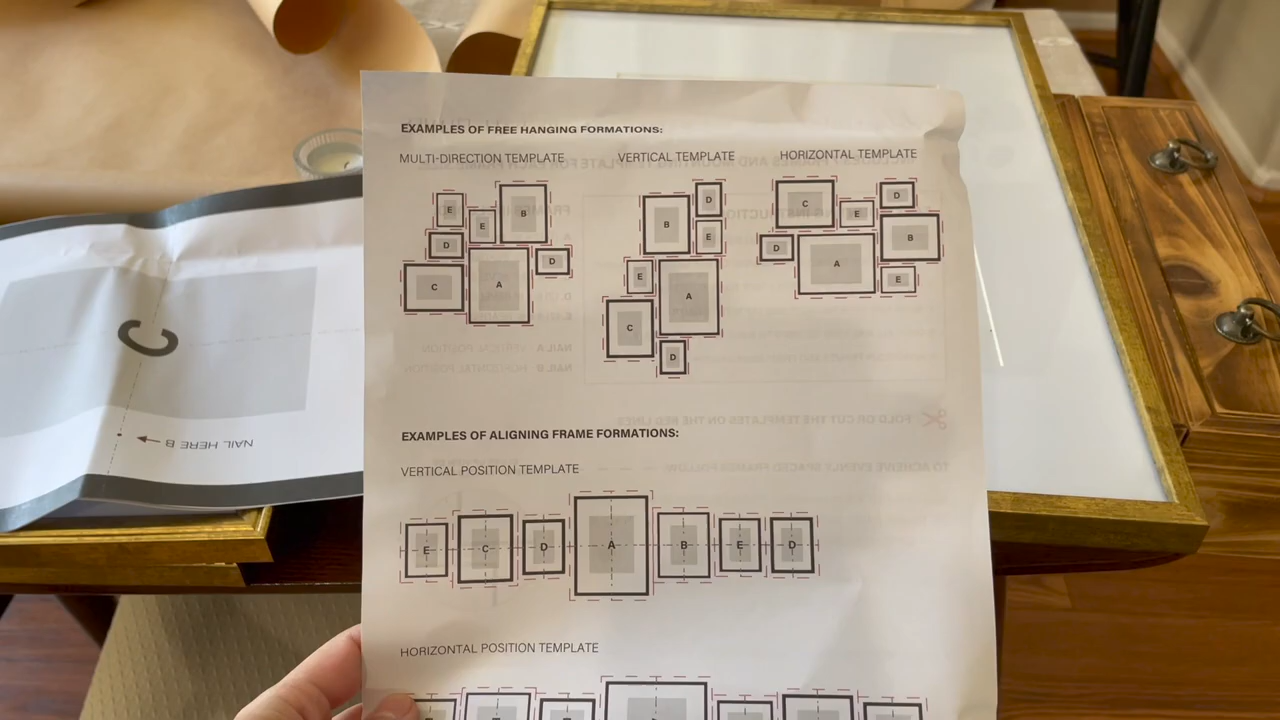 EXAMPLES OF FREE HANGING FORMATIONS:
MULTI-DIRECTION TEMPLATE
VERTICAL TEMPLATE
HORIZONTAL TEMPLATE
E
E
B
D
D
C
A
B
D
E
E
A
C
D
C
E
D
D
A
B
E
EXAMPLES OF ALIGNING FRAME FORMATIONS:
VERTICAL POSITION TEMPLATE
E C D A B E D
HORIZONTAL POSITION TEMPLATE
C
NAIL HERE B